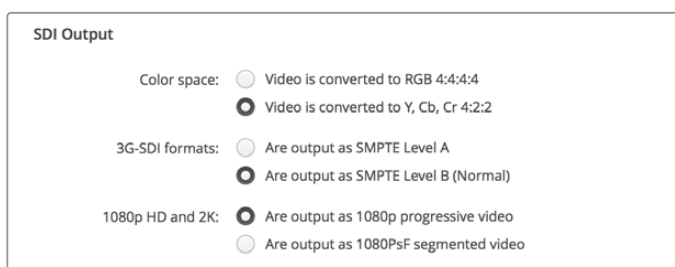 SDI Output
Color space: Video is converted to RGB 4:4:4:4
Video is converted to Y, Cb, Cr 4:2:2
3G-SDI formats: Are output as SMPTE Level A
Are output as SMPTE Level B (Normal)
1080p HD and 2K: Are output as 1080p progressive video
Are output as 1080PsF segmented video